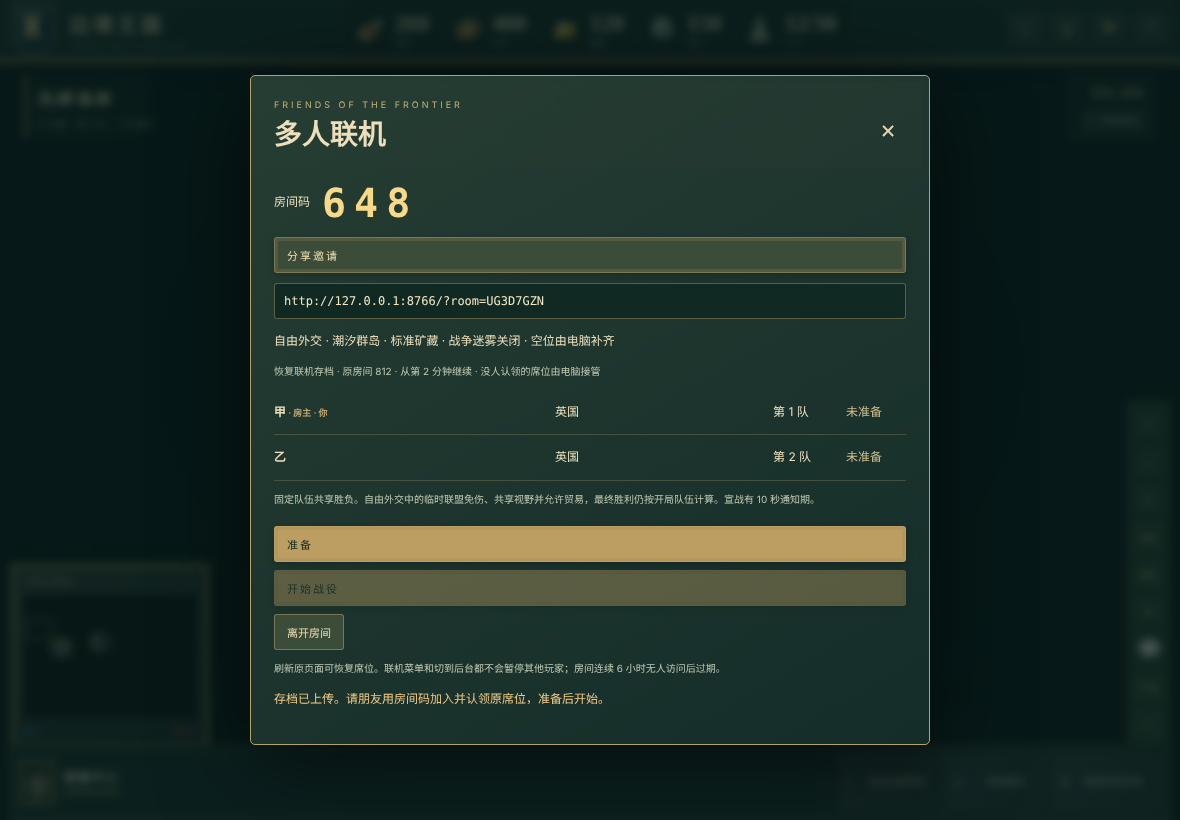 FRIENDS OF THE FRONTIER
多人联机
×
房间码 648
分享邀请
http://127.0.0.1:8766/?room=UG3D7GZN
自由外交 · 潮汐群岛 · 标准矿藏 · 战争迷雾关闭 · 空位由电脑补齐
恢复联机存档 · 原房间 812 · 从第 2 分钟继续 · 没人认领的席位由电脑接管
甲 · 房主 · 你 英国 第 1 队 未准备
乙 英国 第 2 队 未准备
固定队伍共享胜负。自由外交中的临时联盟免伤、共享视野并允许贸易，最终胜利仍按开局队伍计算。宣战有 10 秒通知期。
准备
开始战役
离开房间
刷新原页面可恢复席位。联机菜单和切到后台都不会暂停其他玩家；房间连续 6 小时无人访问后过期。
存档已上传。请朋友用房间码加入并认领原席位，准备后开始。